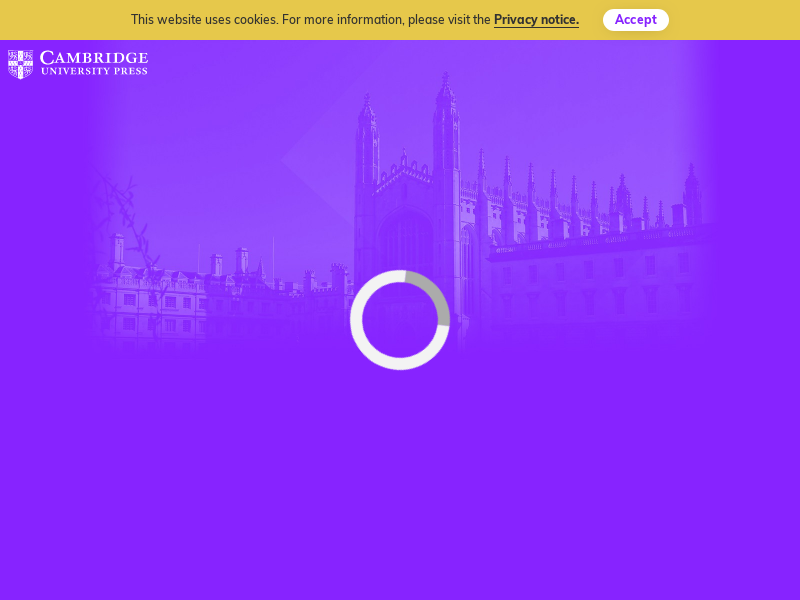 This website uses cookies. For more information, please visit the Privacy notice.
Accept
CAMBRIDGE
UNIVERSITY PRESS